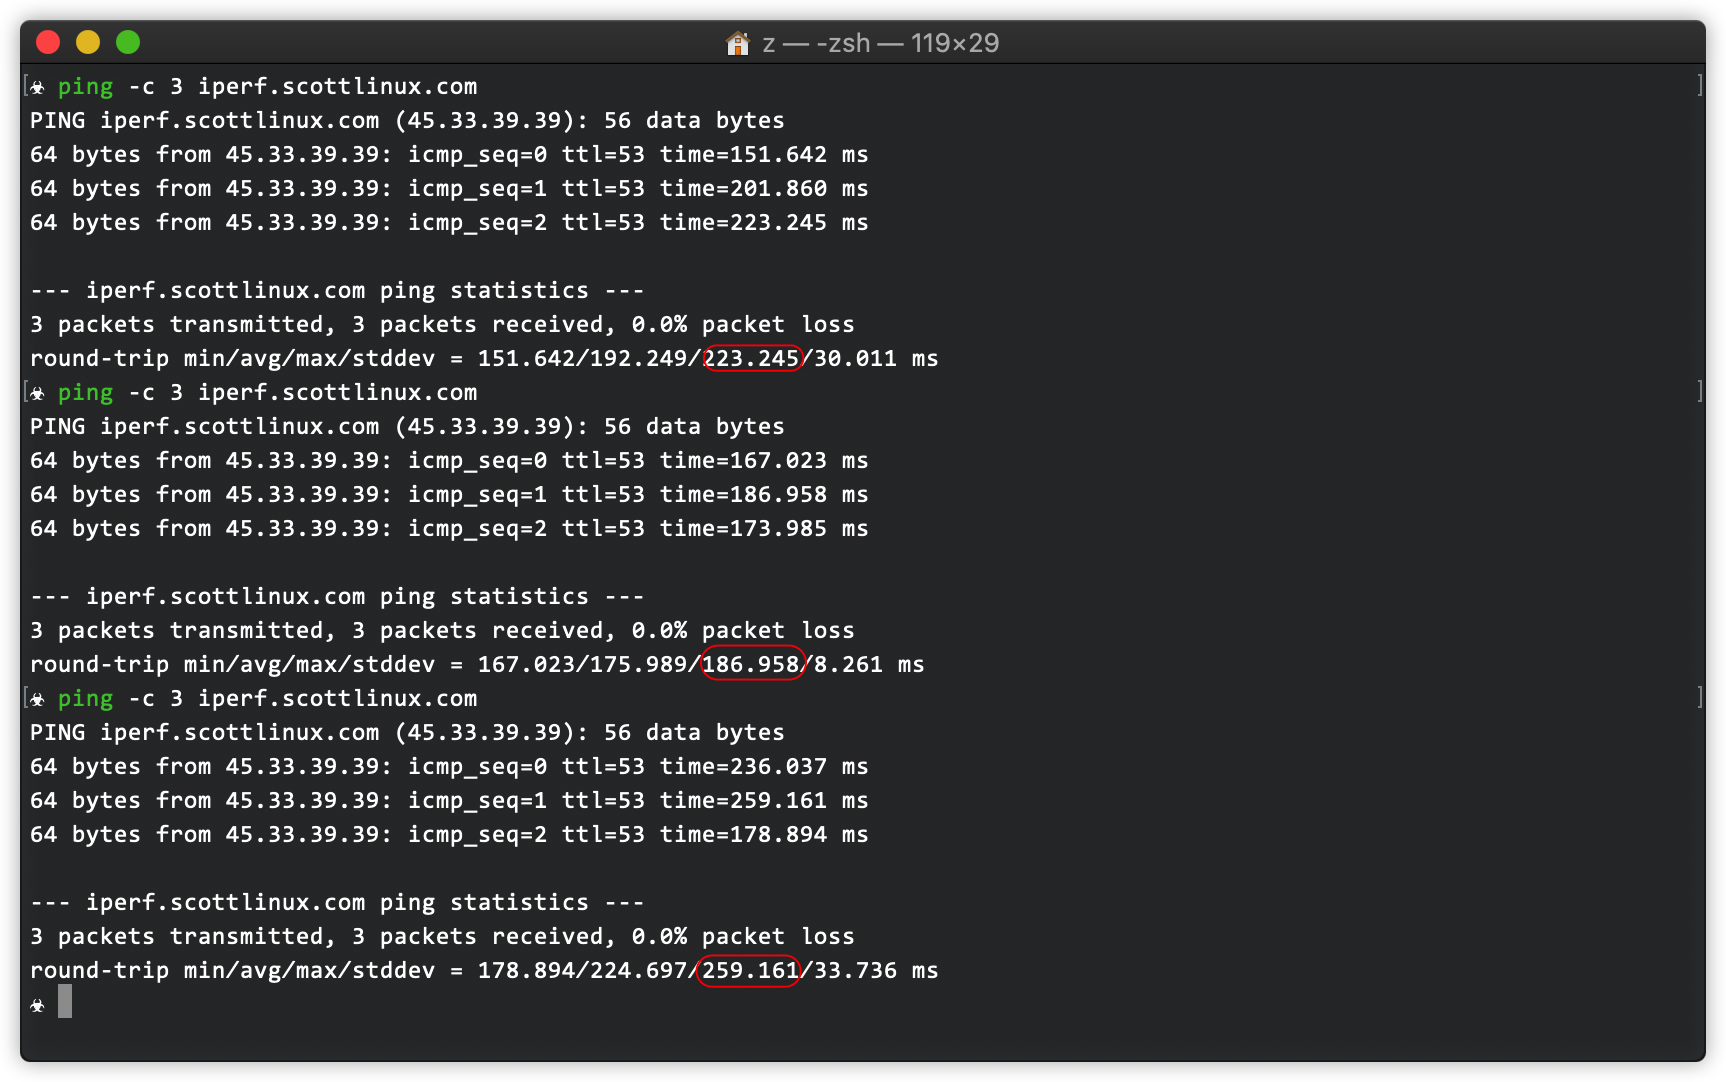 z — -zsh — 119×29
ping -c 3 iperf.scottlinux.com
PING iperf.scottlinux.com (45.33.39.39): 56 data bytes
64 bytes from 45.33.39.39: icmp_seq=0 ttl=53 time=151.642 ms
64 bytes from 45.33.39.39: icmp_seq=1 ttl=53 time=201.860 ms
64 bytes from 45.33.39.39: icmp_seq=2 ttl=53 time=223.245 ms
--- iperf.scottlinux.com ping statistics ---
3 packets transmitted, 3 packets received, 0.0% packet loss
round-trip min/avg/max/stddev = 151.642/192.249/223.245/30.011 ms
ping -c 3 iperf.scottlinux.com
PING iperf.scottlinux.com (45.33.39.39): 56 data bytes
64 bytes from 45.33.39.39: icmp_seq=0 ttl=53 time=167.023 ms
64 bytes from 45.33.39.39: icmp_seq=1 ttl=53 time=186.958 ms
64 bytes from 45.33.39.39: icmp_seq=2 ttl=53 time=173.985 ms
--- iperf.scottlinux.com ping statistics ---
3 packets transmitted, 3 packets received, 0.0% packet loss
round-trip min/avg/max/stddev = 167.023/175.989/186.958/8.261 ms
ping -c 3 iperf.scottlinux.com
PING iperf.scottlinux.com (45.33.39.39): 56 data bytes
64 bytes from 45.33.39.39: icmp_seq=0 ttl=53 time=236.037 ms
64 bytes from 45.33.39.39: icmp_seq=1 ttl=53 time=259.161 ms
64 bytes from 45.33.39.39: icmp_seq=2 ttl=53 time=178.894 ms
--- iperf.scottlinux.com ping statistics ---
3 packets transmitted, 3 packets received, 0.0% packet loss
round-trip min/avg/max/stddev = 178.894/224.697/259.161/33.736 ms